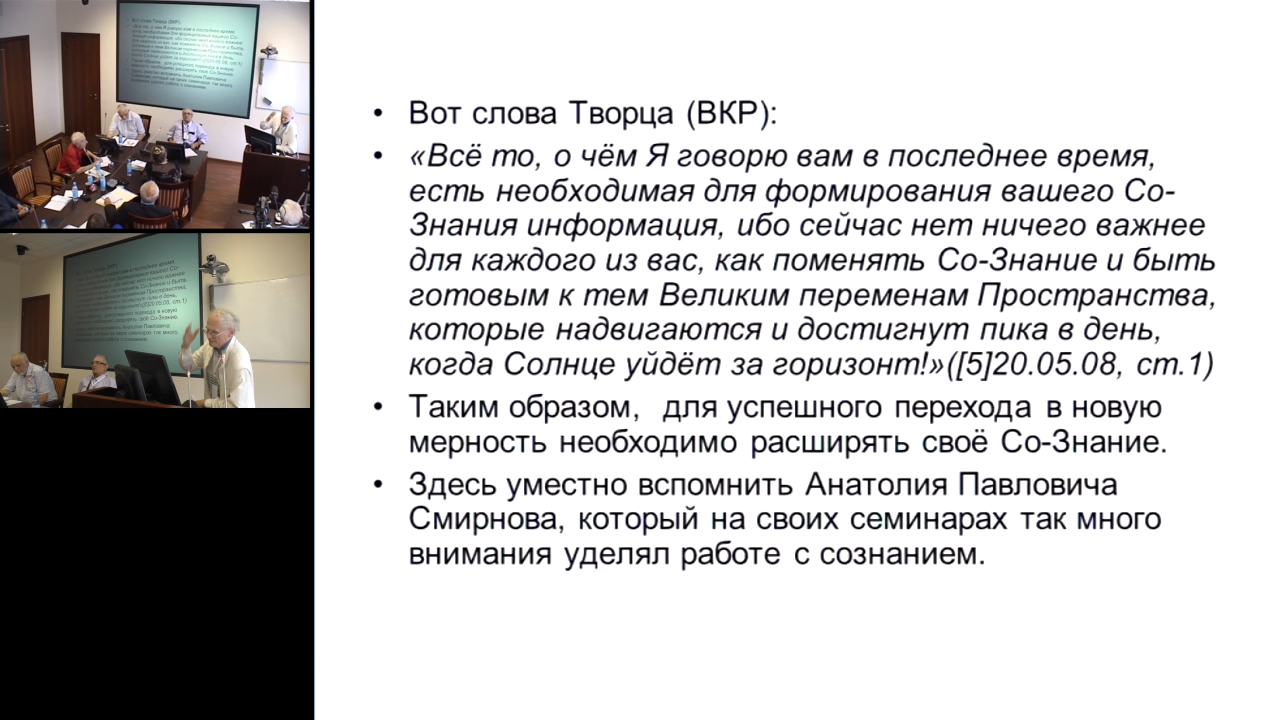 • Вот слова Творца (ВКР):
• «Всё то, о чём Я говорю вам в последнее время,
есть необходимая для формирования вашего Со-
Знания информация, ибо сейчас нет ничего важнее
для каждого из вас, как поменять Со-Знание и быть
готовым к тем Великим переменам Пространства,
которые надвигаются и достигнут пика в день,
когда Солнце уйдёт за горизонт!»([5]20.05.08, ст.1)
• Таким образом,  для успешного перехода в новую
мерность необходимо расширять своё Со-Знание.
• Здесь уместно вспомнить Анатолия Павловича
Смирнова, который на своих семинарах так много
внимания уделял работе с сознанием.